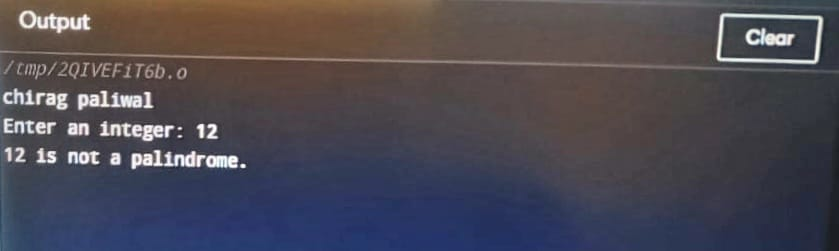 Output
Clear
/tmp/2QIVEFiT6b.o
chirag paliwal
Enter an integer: 12
12 is not a palindrome.